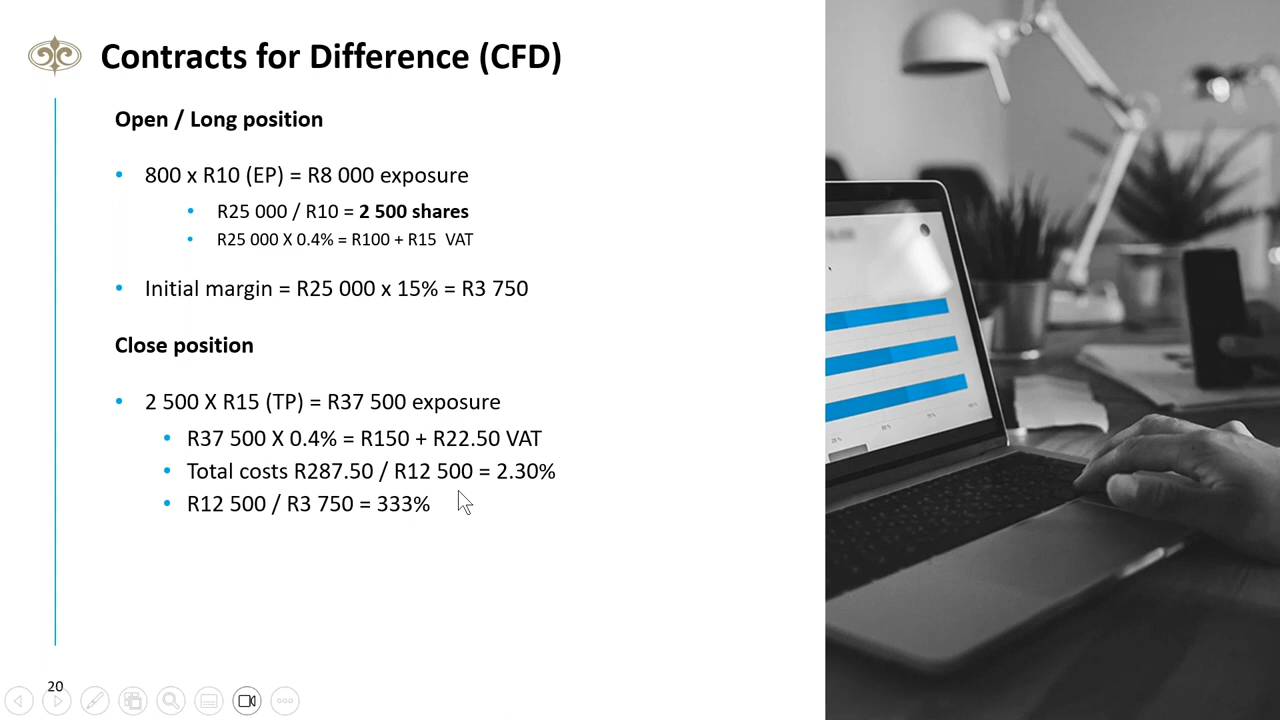 Contracts for Difference (CFD)
Open / Long position
• 800 x R10 (EP) = R8 000 exposure
• R25 000 / R10 = 2 500 shares
• R25 000 X 0.4% = R100 + R15 VAT
• Initial margin = R25 000 x 15% = R3 750
Close position
• 2 500 X R15 (TP) = R37 500 exposure
• R37 500 X 0.4% = R150 + R22.50 VAT
• Total costs R287.50 / R12 500 = 2.30%
• R12 500 / R3 750 = 333%
20